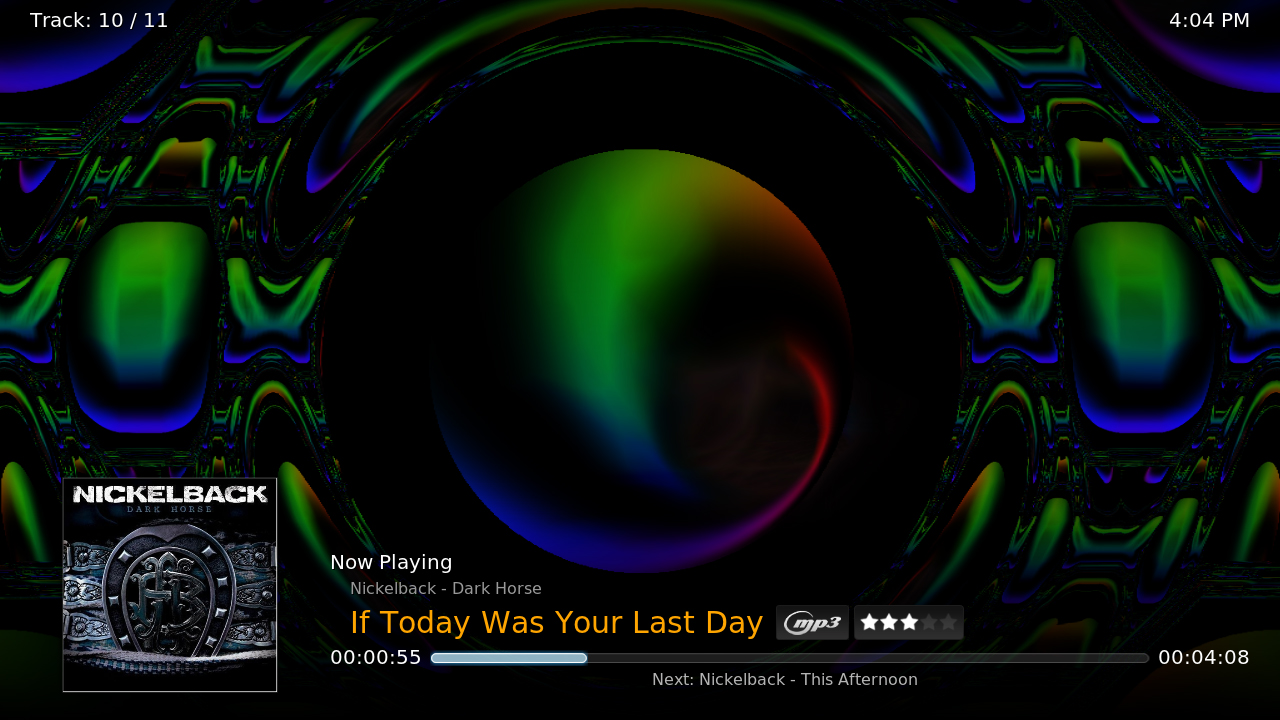 Track: 10 / 11
4:04 PM
NICKELBACK
DARK HORSE
Now Playing
Nickelback - Dark Horse
If Today Was Your Last Day
mp3
00:00:55
00:04:08
Next: Nickelback - This Afternoon